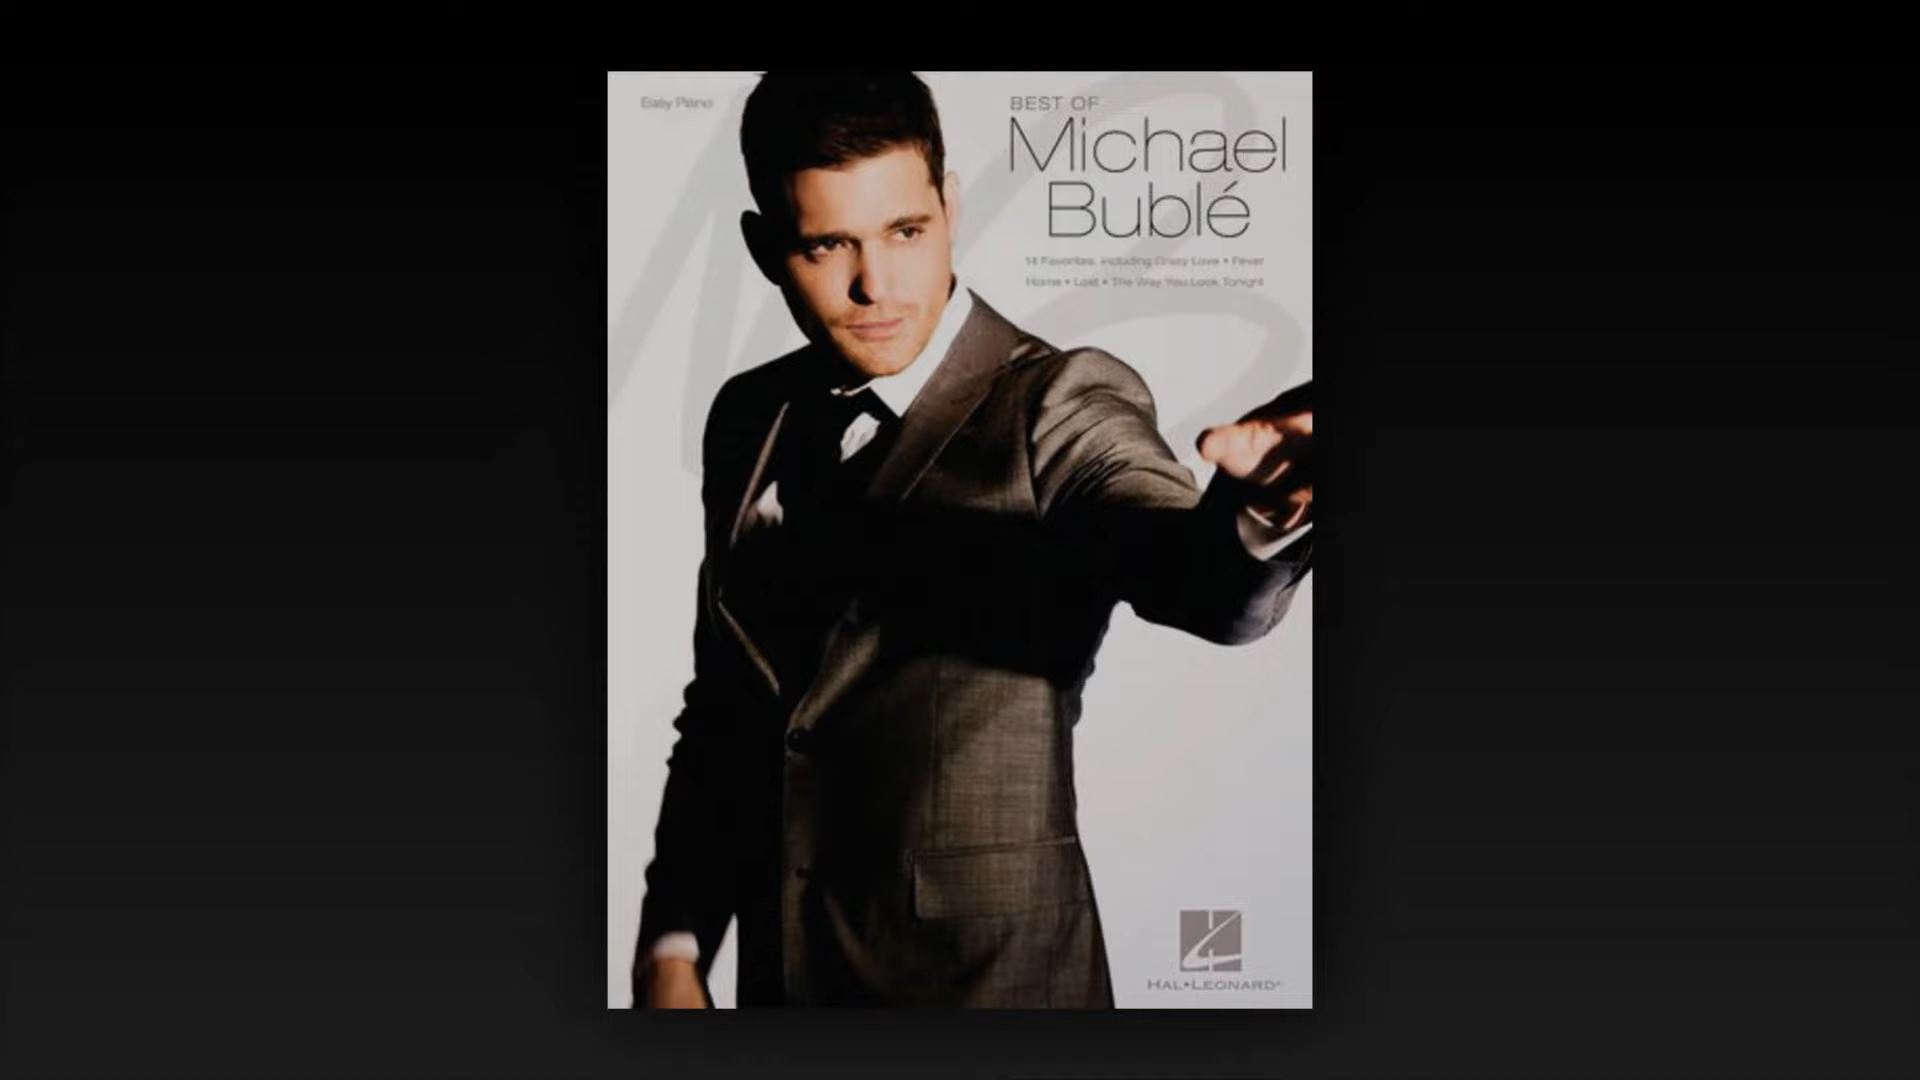 Easy Piano
BEST OF
Michael
Bublé
14 Favorites, including Crazy Love • Fever
Home • Lost • The Way You Look Tonight
HAL•LEONARD®